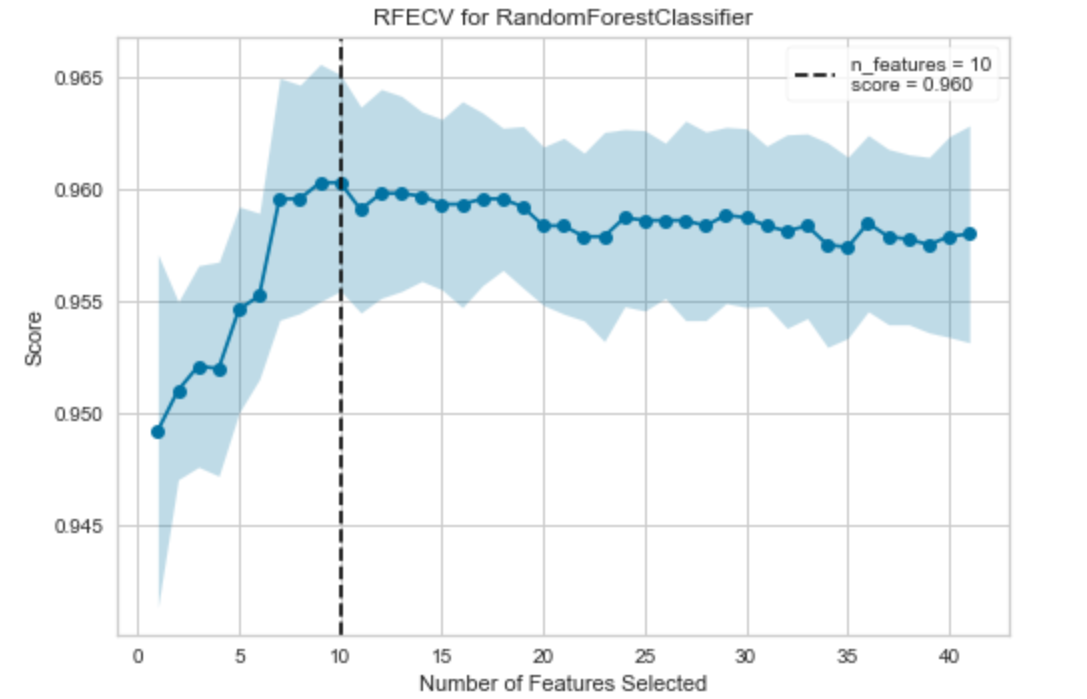 RFECV for RandomForestClassifier
n_features = 10
score = 0.960
0.965
0.960
0.955
0.950
0.945
Score
0 5 10 15 20 25 30 35 40
Number of Features Selected